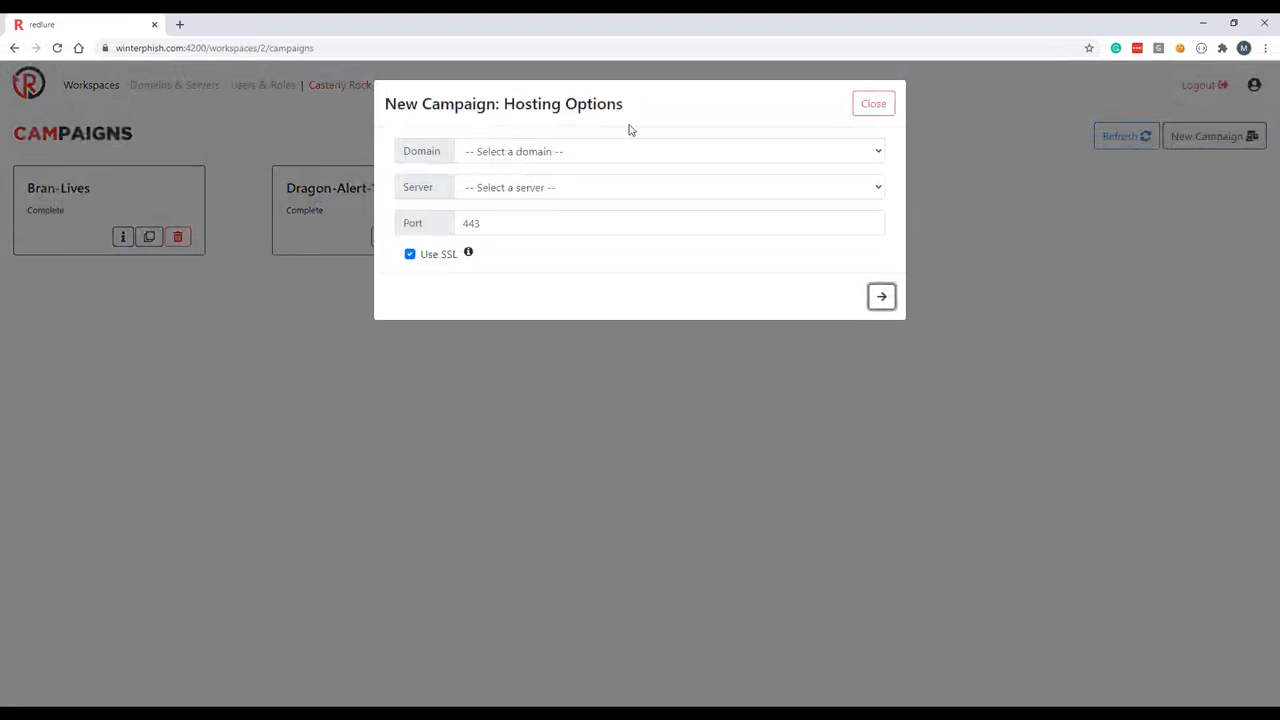 redlure
winterphish.com:4200/workspaces/2/campaigns
M
R
Workspaces Domains & Servers Users & Roles | Casterly Rock
Logout
CAMPAIGNS
Refresh New Campaign
Bran-Lives
Complete
Dragon-Alert-
Complete
New Campaign: Hosting Options
Close
Domain -- Select a domain --
Server -- Select a server --
Port 443
Use SSL